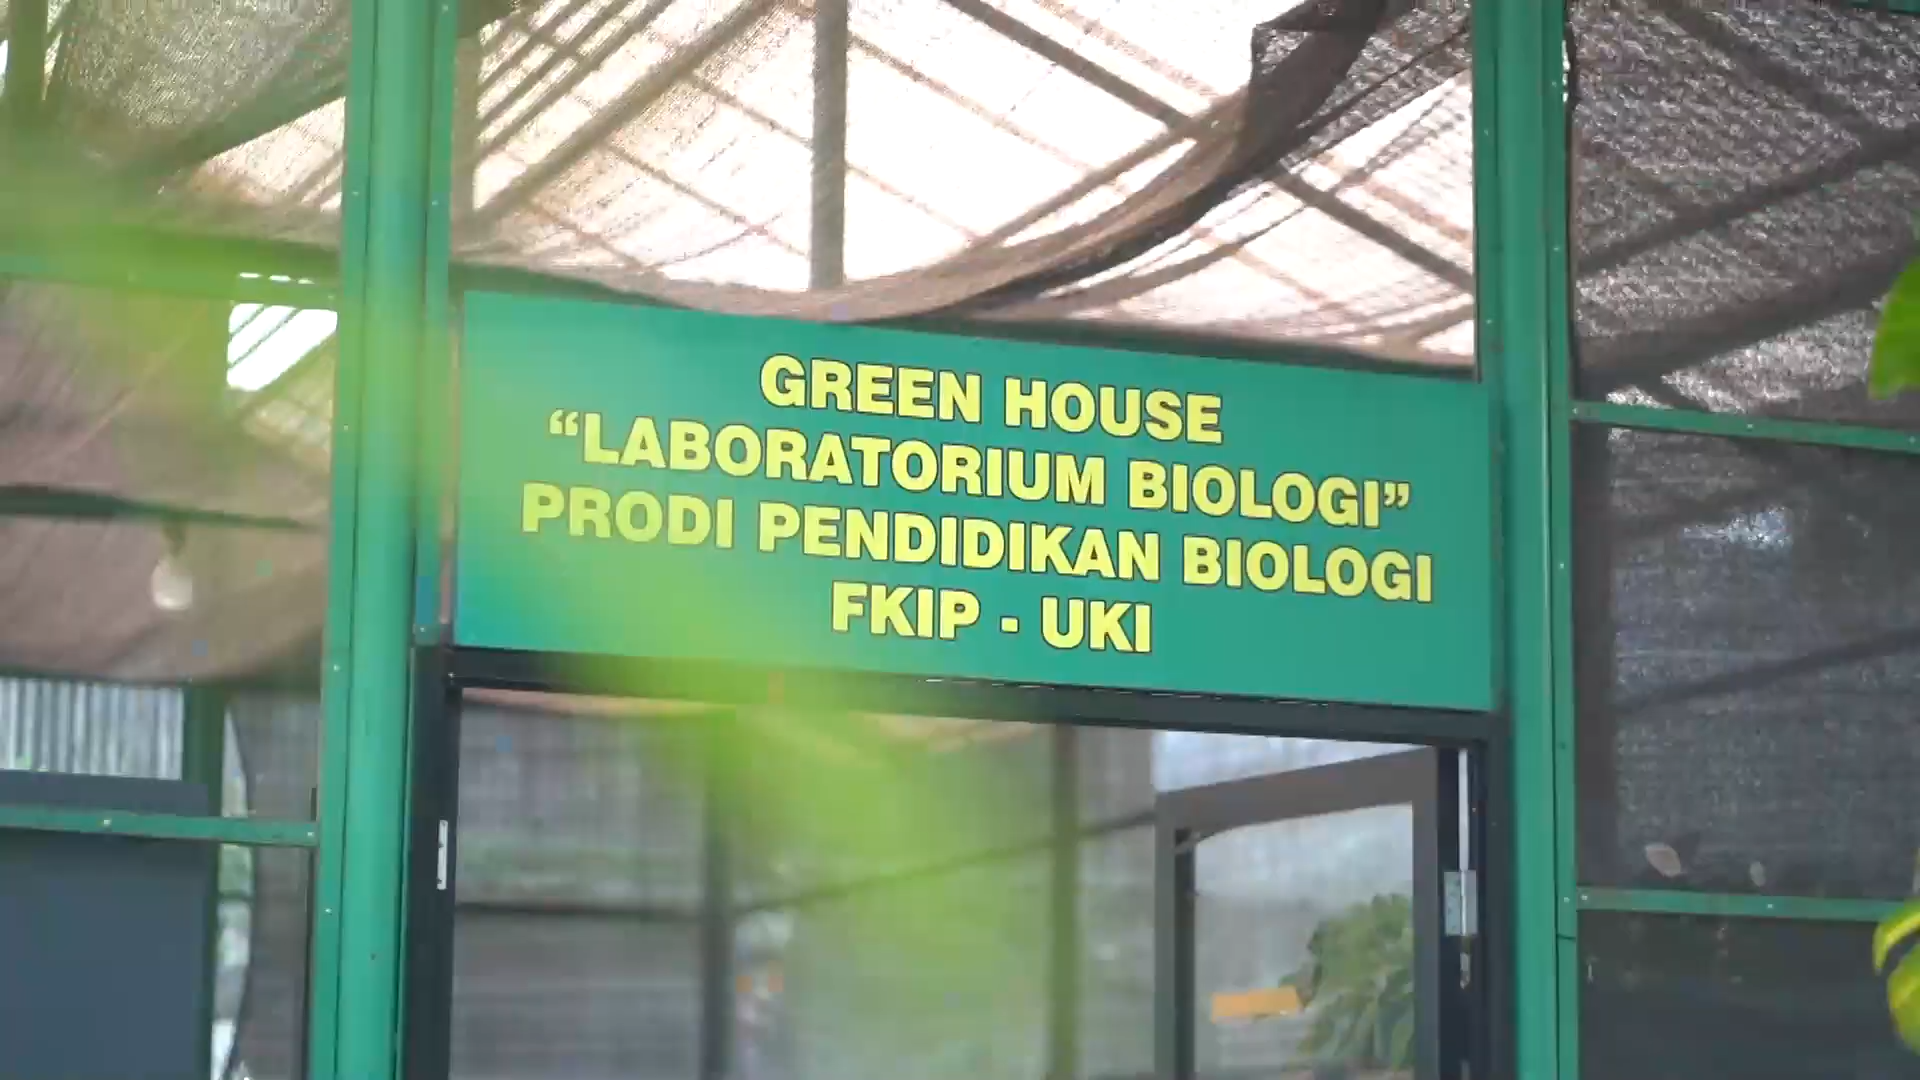 GREEN HOUSE
“LABORATORIUM BIOLOGI”
PRODI PENDIDIKAN BIOLOGI
FKIP - UKI